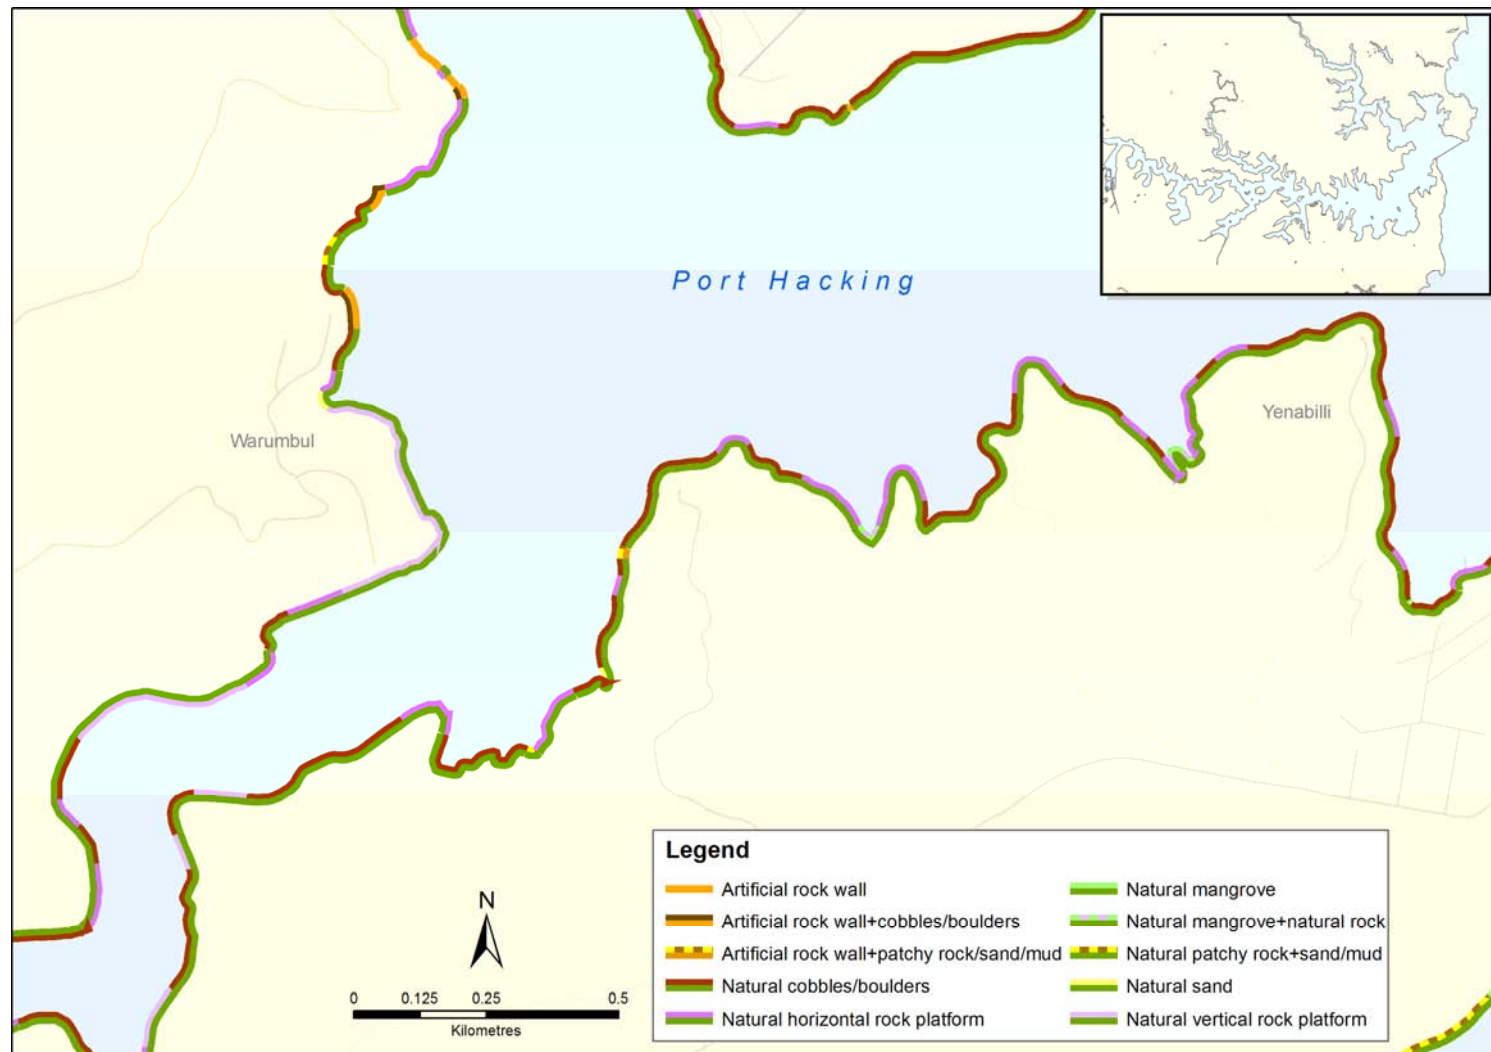 Port Hacking
Yenabilli
Warumbul
Legend
Artificial rock wall
Artificial rock wall+cobbles/boulders
Artificial rock wall+patchy rock/sand/mud
Natural cobbles/boulders
Natural horizontal rock platform
Natural mangrove
Natural mangrove+natural rock
Natural patchy rock+sand/mud
Natural sand
Natural vertical rock platform
N
0 0.125 0.25 0.5
Kilometres